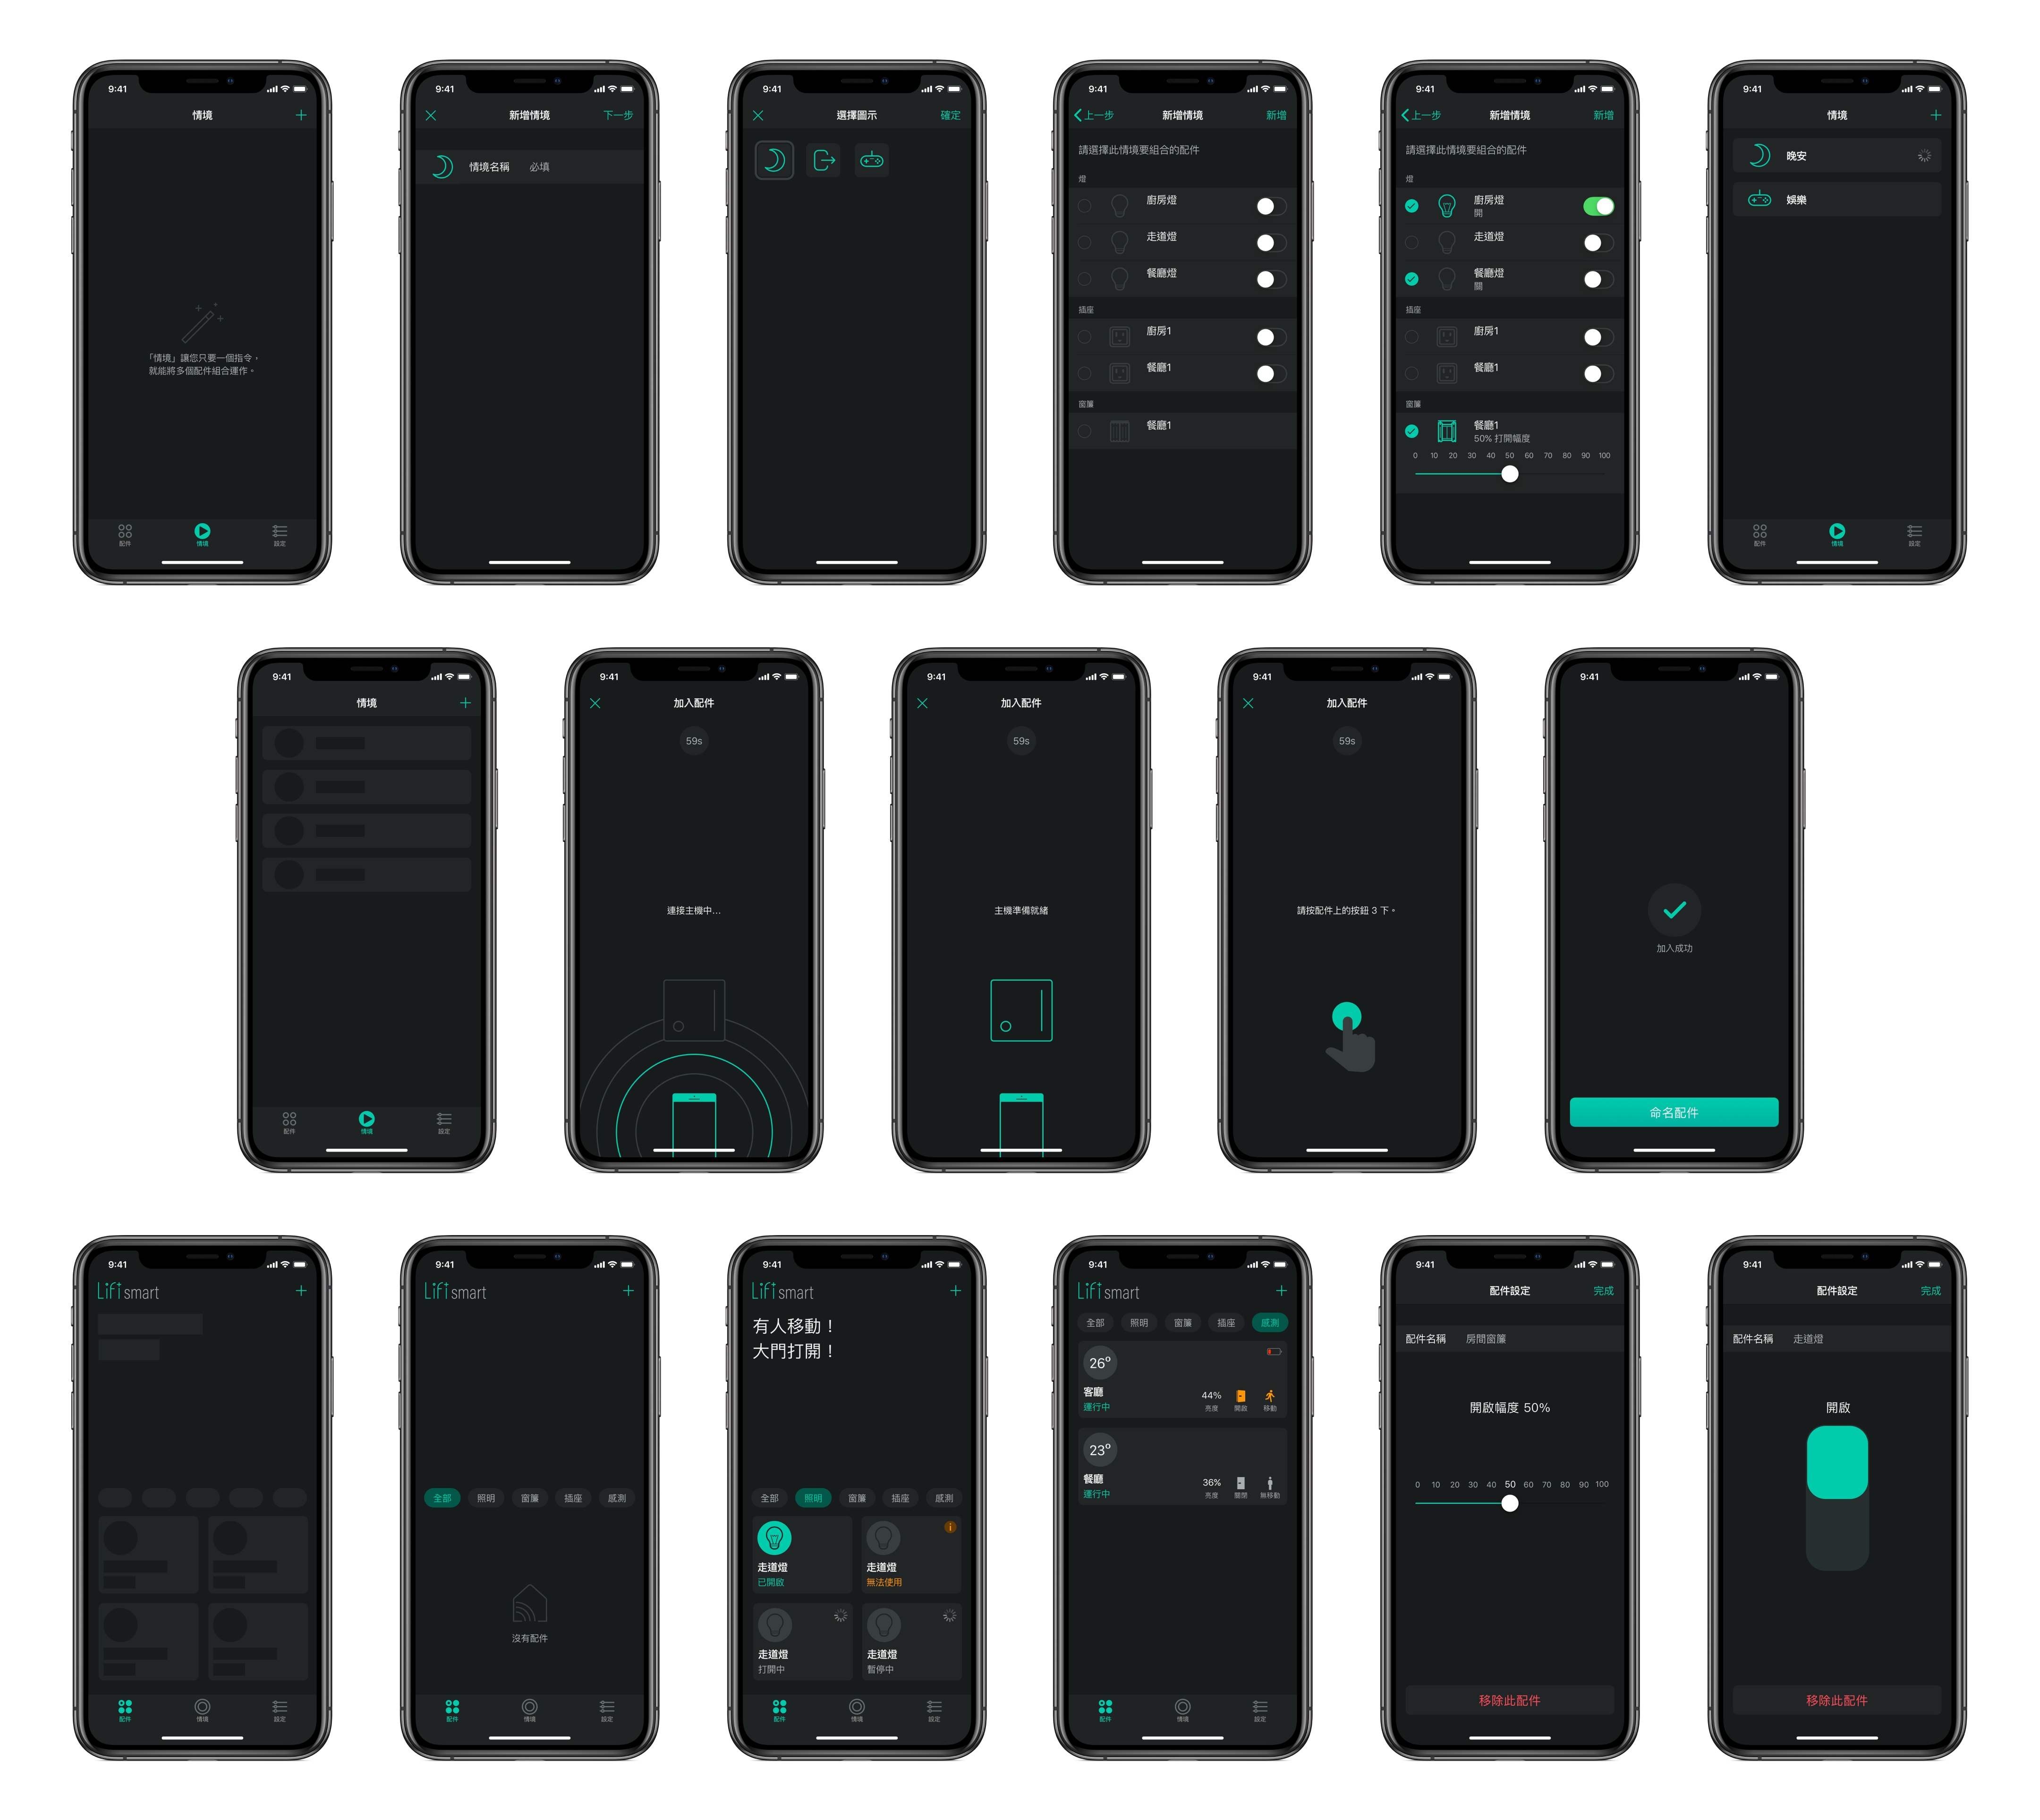 9:41
情境
「情境」讓您只要一個指令，
就能將多個配件組合運作。
配件
情境
設定
9:41
新增情境
下一步
情境名稱
必填
9:41
選擇圖示
確定
9:41
上一步
新增情境
新增
請選擇此情境要組合的配件
燈
廚房燈
走道燈
餐廳燈
插座
廚房1
餐廳1
窗簾
餐廳1
9:41
上一步
新增情境
新增
請選擇此情境要組合的配件
燈
廚房燈
開
走道燈
餐廳燈
關
插座
廚房1
餐廳1
窗簾
餐廳1
50% 打開幅度
0 10 20 30 40 50 60 70 80 90 100
9:41
情境
晚安
娛樂
配件
情境
設定
9:41
情境
配件
情境
設定
9:41
加入配件
59s
連接主機中...
9:41
加入配件
59s
主機準備就緒
9:41
加入配件
59s
請按配件上的按鈕 3 下。
9:41
加入成功
命名配件
9:41
Lift smart
配件
情境
設定
9:41
Lift smart
全部
照明
窗簾
插座
感測
沒有配件
配件
情境
設定
9:41
Lift smart
有人移動！
大門打開！
全部
照明
窗簾
插座
感測
走道燈
已開啟
走道燈
無法使用
走道燈
打開中
走道燈
暫停中
配件
情境
設定
9:41
Lift smart
全部
照明
窗簾
插座
感測
26°
客廳
運行中
44%
亮度
開啟
移動
23°
餐廳
運行中
36%
亮度
關閉
無移動
配件
情境
設定
9:41
配件設定
完成
配件名稱
房間窗簾
開啟幅度 50%
0 10 20 30 40 50 60 70 80 90 100
移除此配件
9:41
配件設定
完成
配件名稱
走道燈
開啟
移除此配件